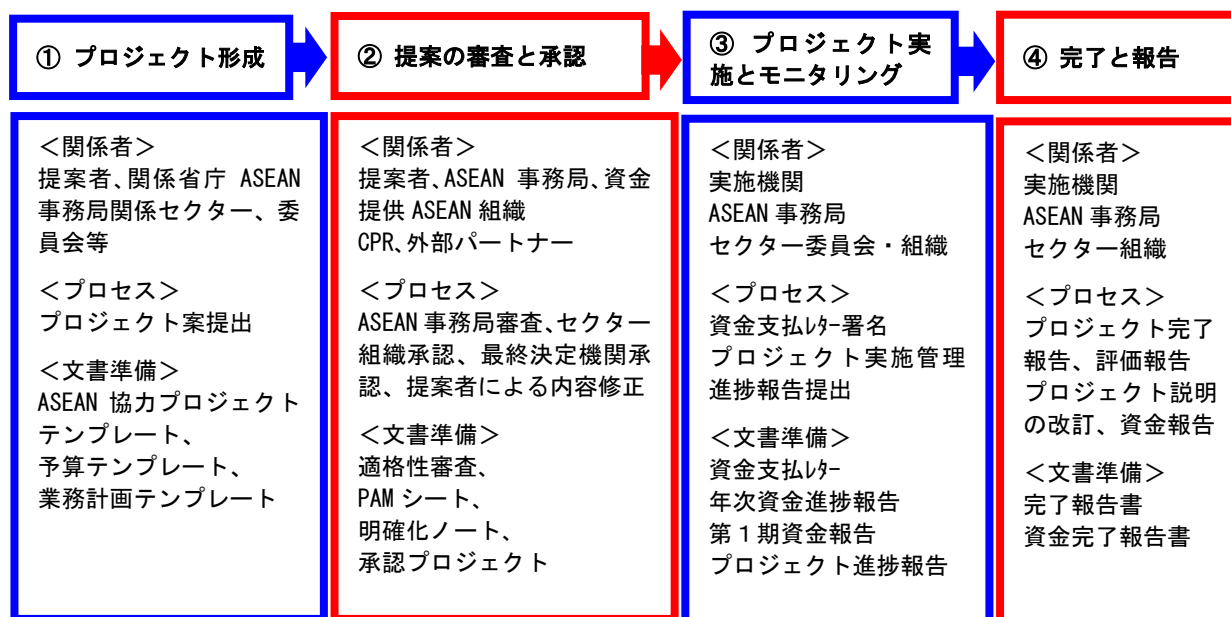 ① プロジェクト形成
② 提案の審査と承認
③ プロジェクト実
施とモニタリング
④ 完了と報告
＜関係者＞
提案者、関係省庁 ASEAN
事務局関係セクター、委
員会等
＜プロセス＞
プロジェクト案提出
＜文書準備＞
ASEAN 協力プロジェクト
テンプレート、
予算テンプレート、
業務計画テンプレート
＜関係者＞
提案者、ASEAN 事務局、資金
提供 ASEAN 組織
CPR、外部パートナー
＜プロセス＞
ASEAN 事務局審査、セクター
組織承認、最終決定機関承
認、提案者による内容修正
＜文書準備＞
適格性審査、
PAM シート、
明確化ノート、
承認プロジェクト
＜関係者＞
実施機関
ASEAN 事務局
セクター委員会・組織
＜プロセス＞
資金支払ﾚﾀｰ署名
プロジェクト実施管理
進捗報告提出
＜文書準備＞
資金支払ﾚﾀｰ
年次資金進捗報告
第１期資金報告
プロジェクト進捗報告
＜関係者＞
実施機関
ASEAN 事務局
セクター組織
＜プロセス＞
プロジェクト完了
報告、評価報告
プロジェクト説明
の改訂、資金報告
＜文書準備＞
完了報告書
資金完了報告書